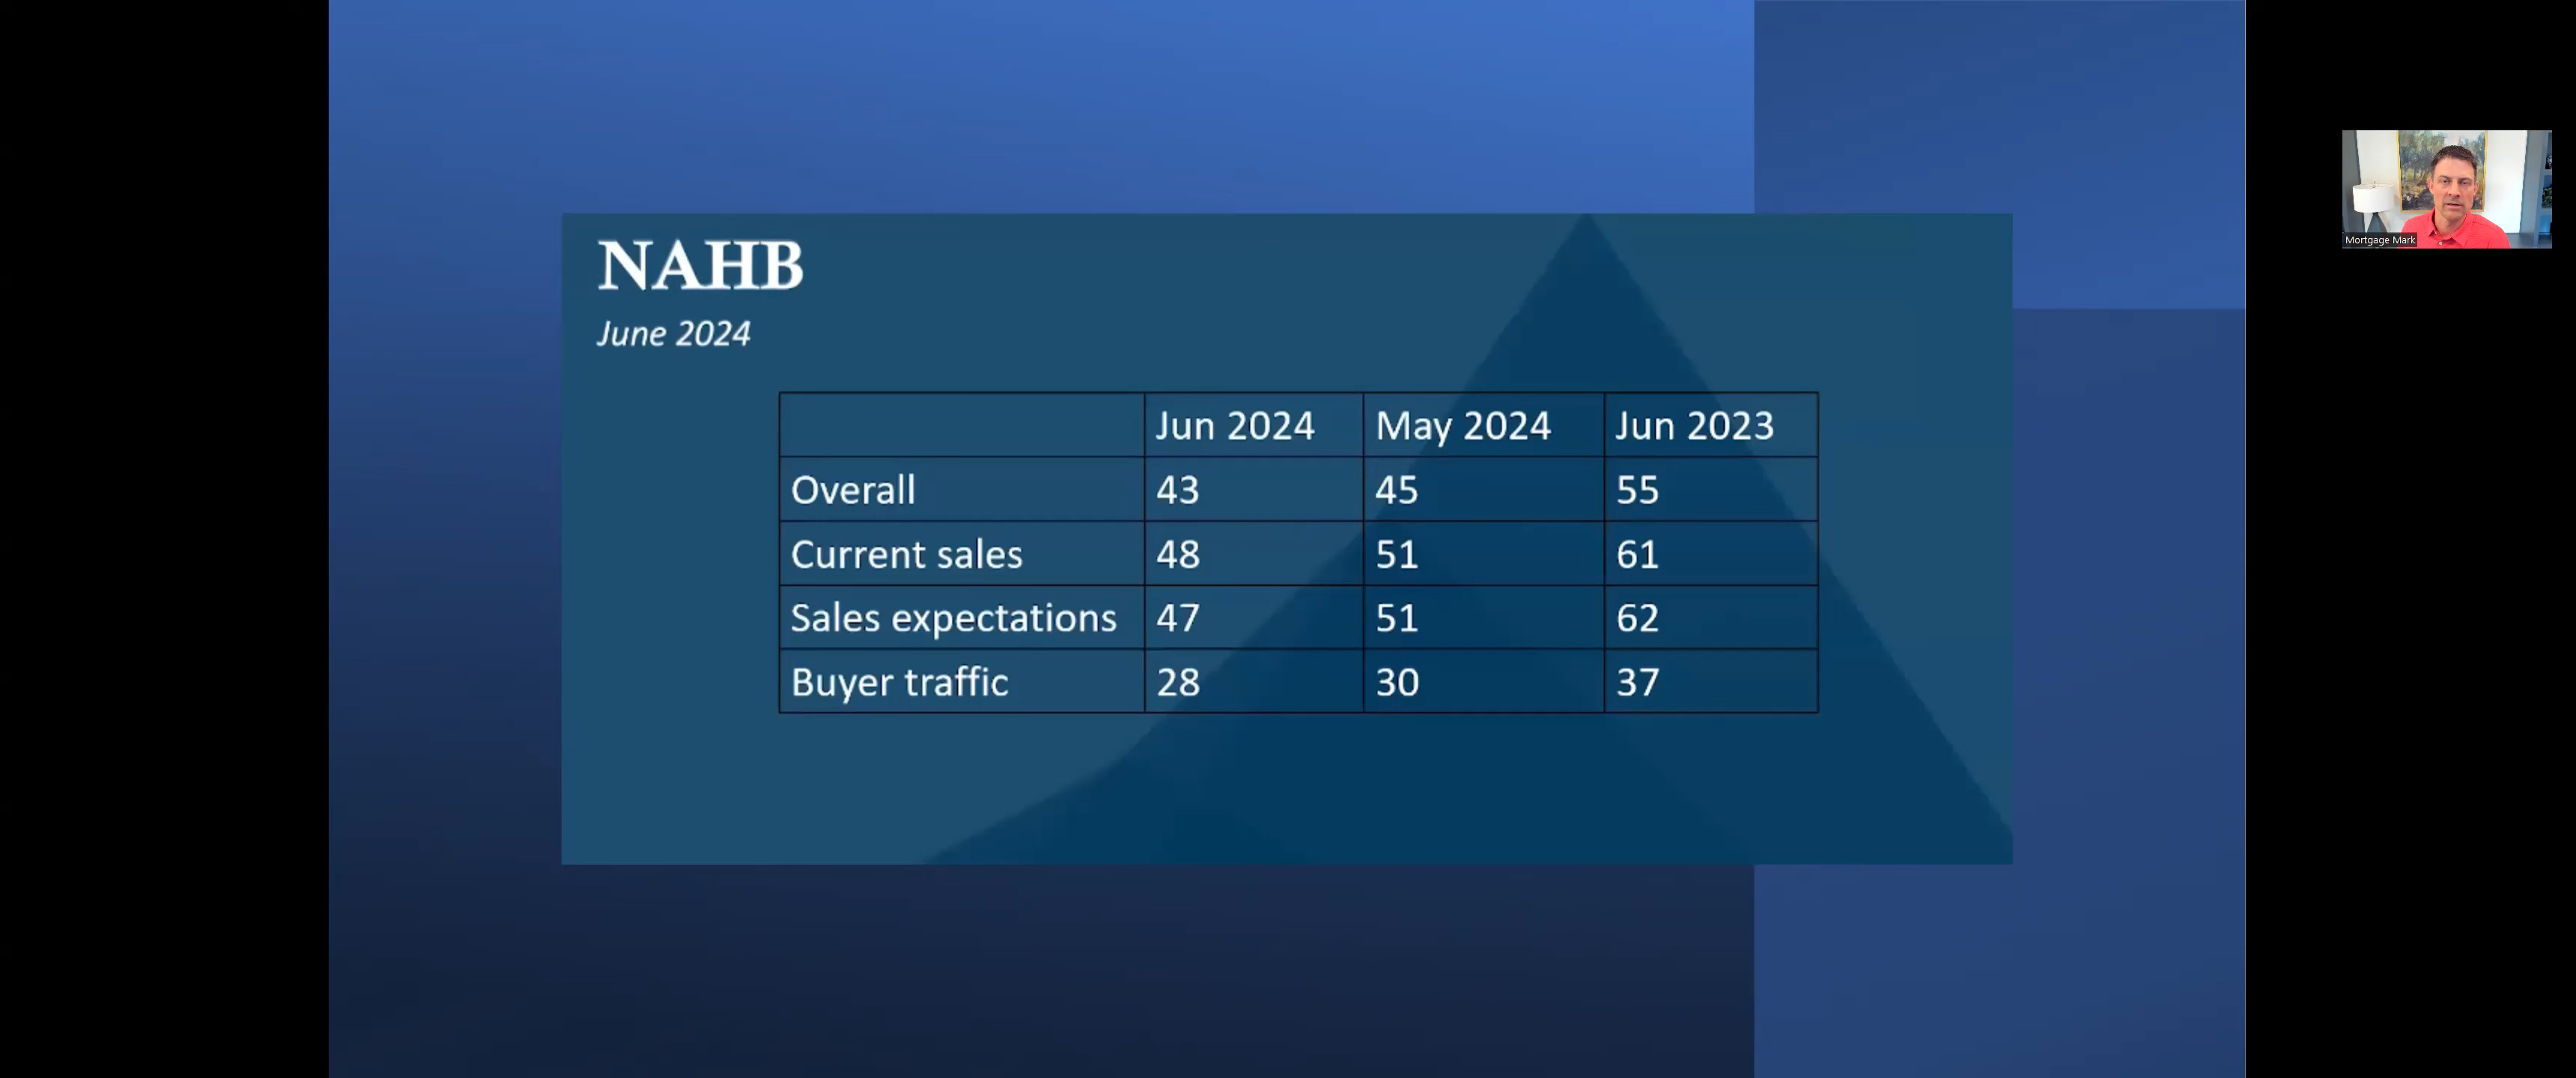 NAHB
June 2024
Jun 2024 May 2024 Jun 2023
Overall 43 45 55
Current sales 48 51 61
Sales expectations 47 51 62
Buyer traffic 28 30 37
Mortgage Mark